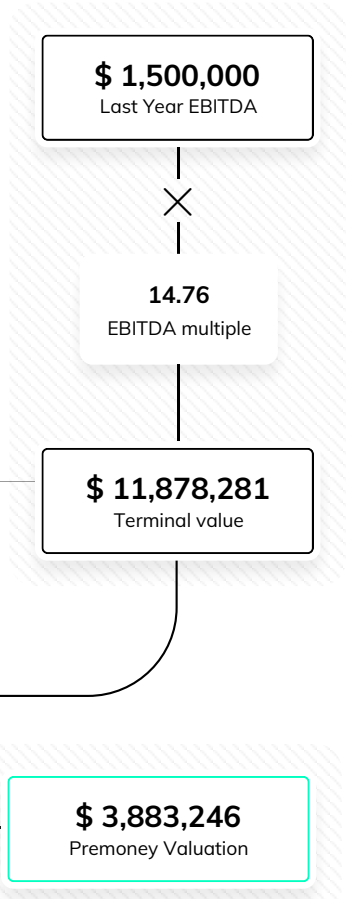 $ 1,500,000
Last Year EBITDA
14.76
EBITDA multiple
$ 11,878,281
Terminal value
$ 3,883,246
Premoney Valuation